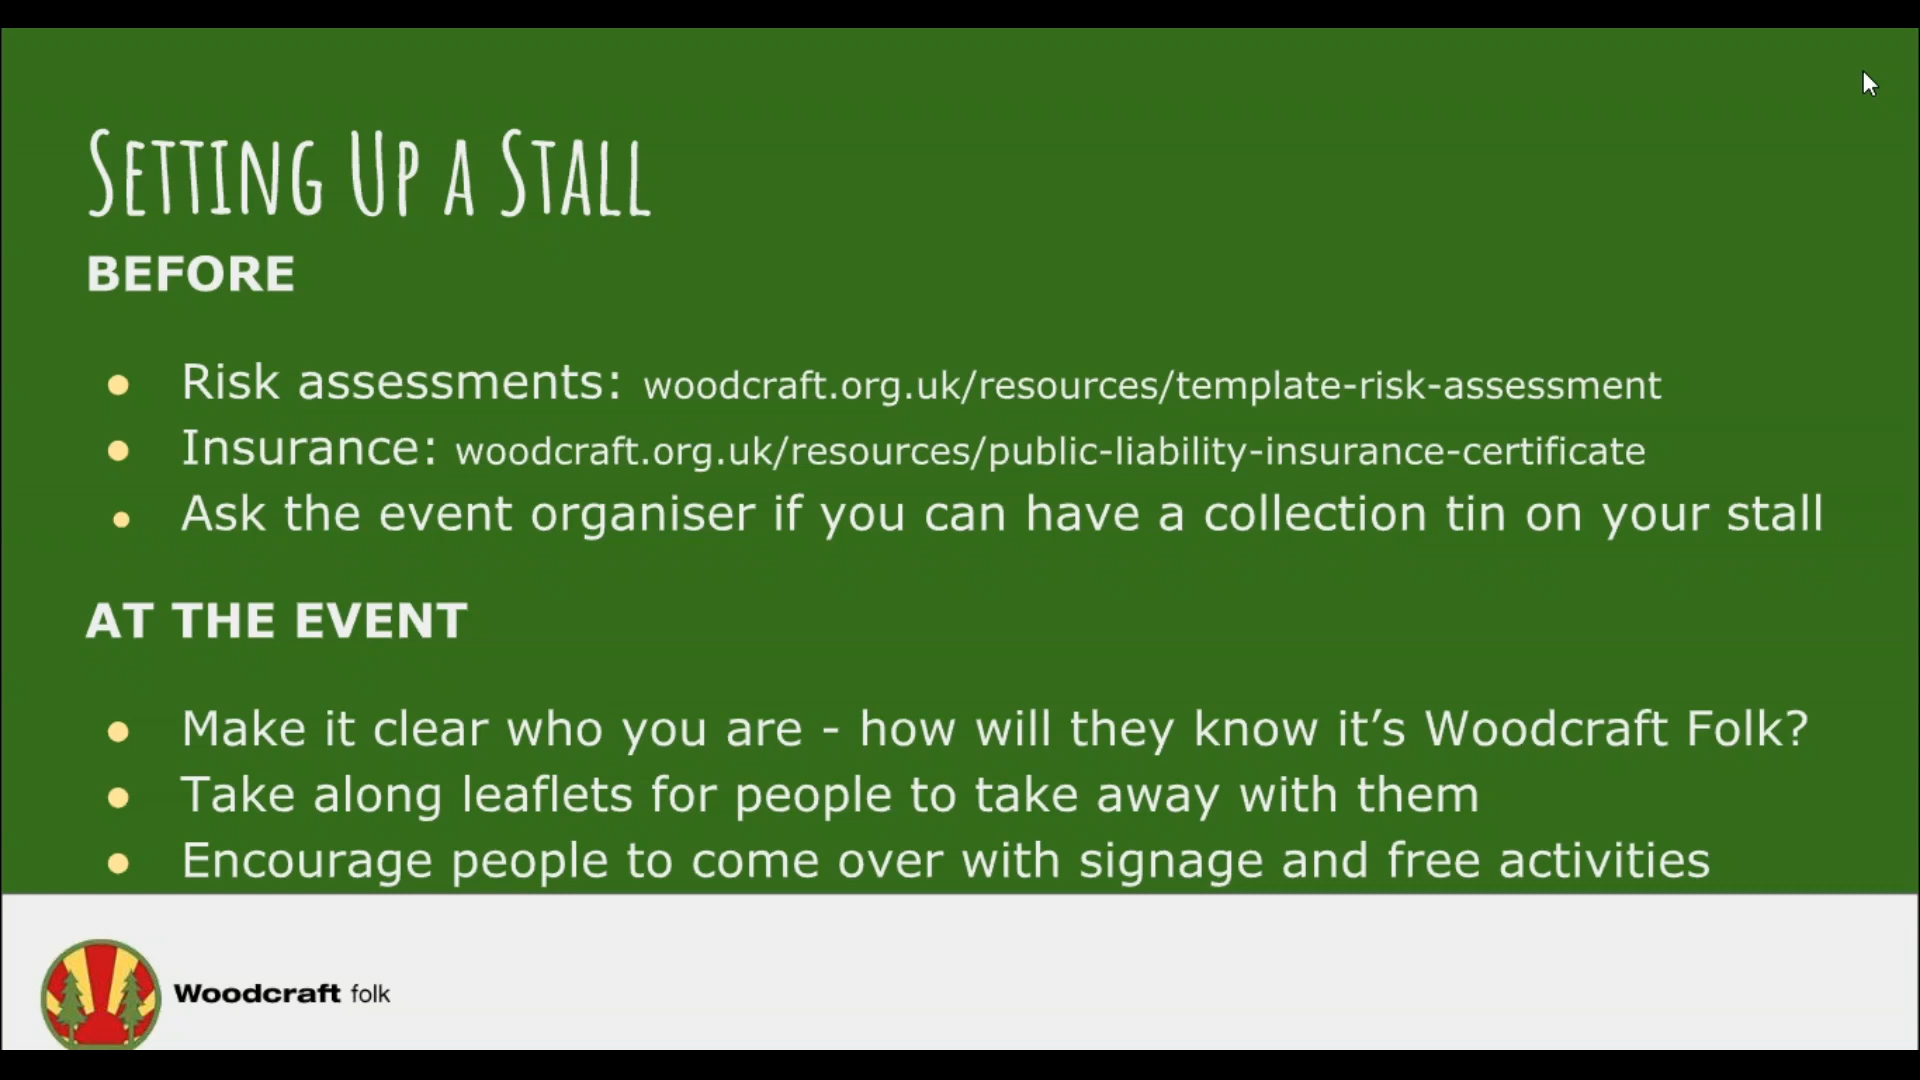 Setting Up a Stall
BEFORE
● Risk assessments: woodcraft.org.uk/resources/template-risk-assessment
● Insurance: woodcraft.org.uk/resources/public-liability-insurance-certificate
● Ask the event organiser if you can have a collection tin on your stall
AT THE EVENT
● Make it clear who you are - how will they know it’s Woodcraft Folk?
● Take along leaflets for people to take away with them
● Encourage people to come over with signage and free activities
Woodcraft folk